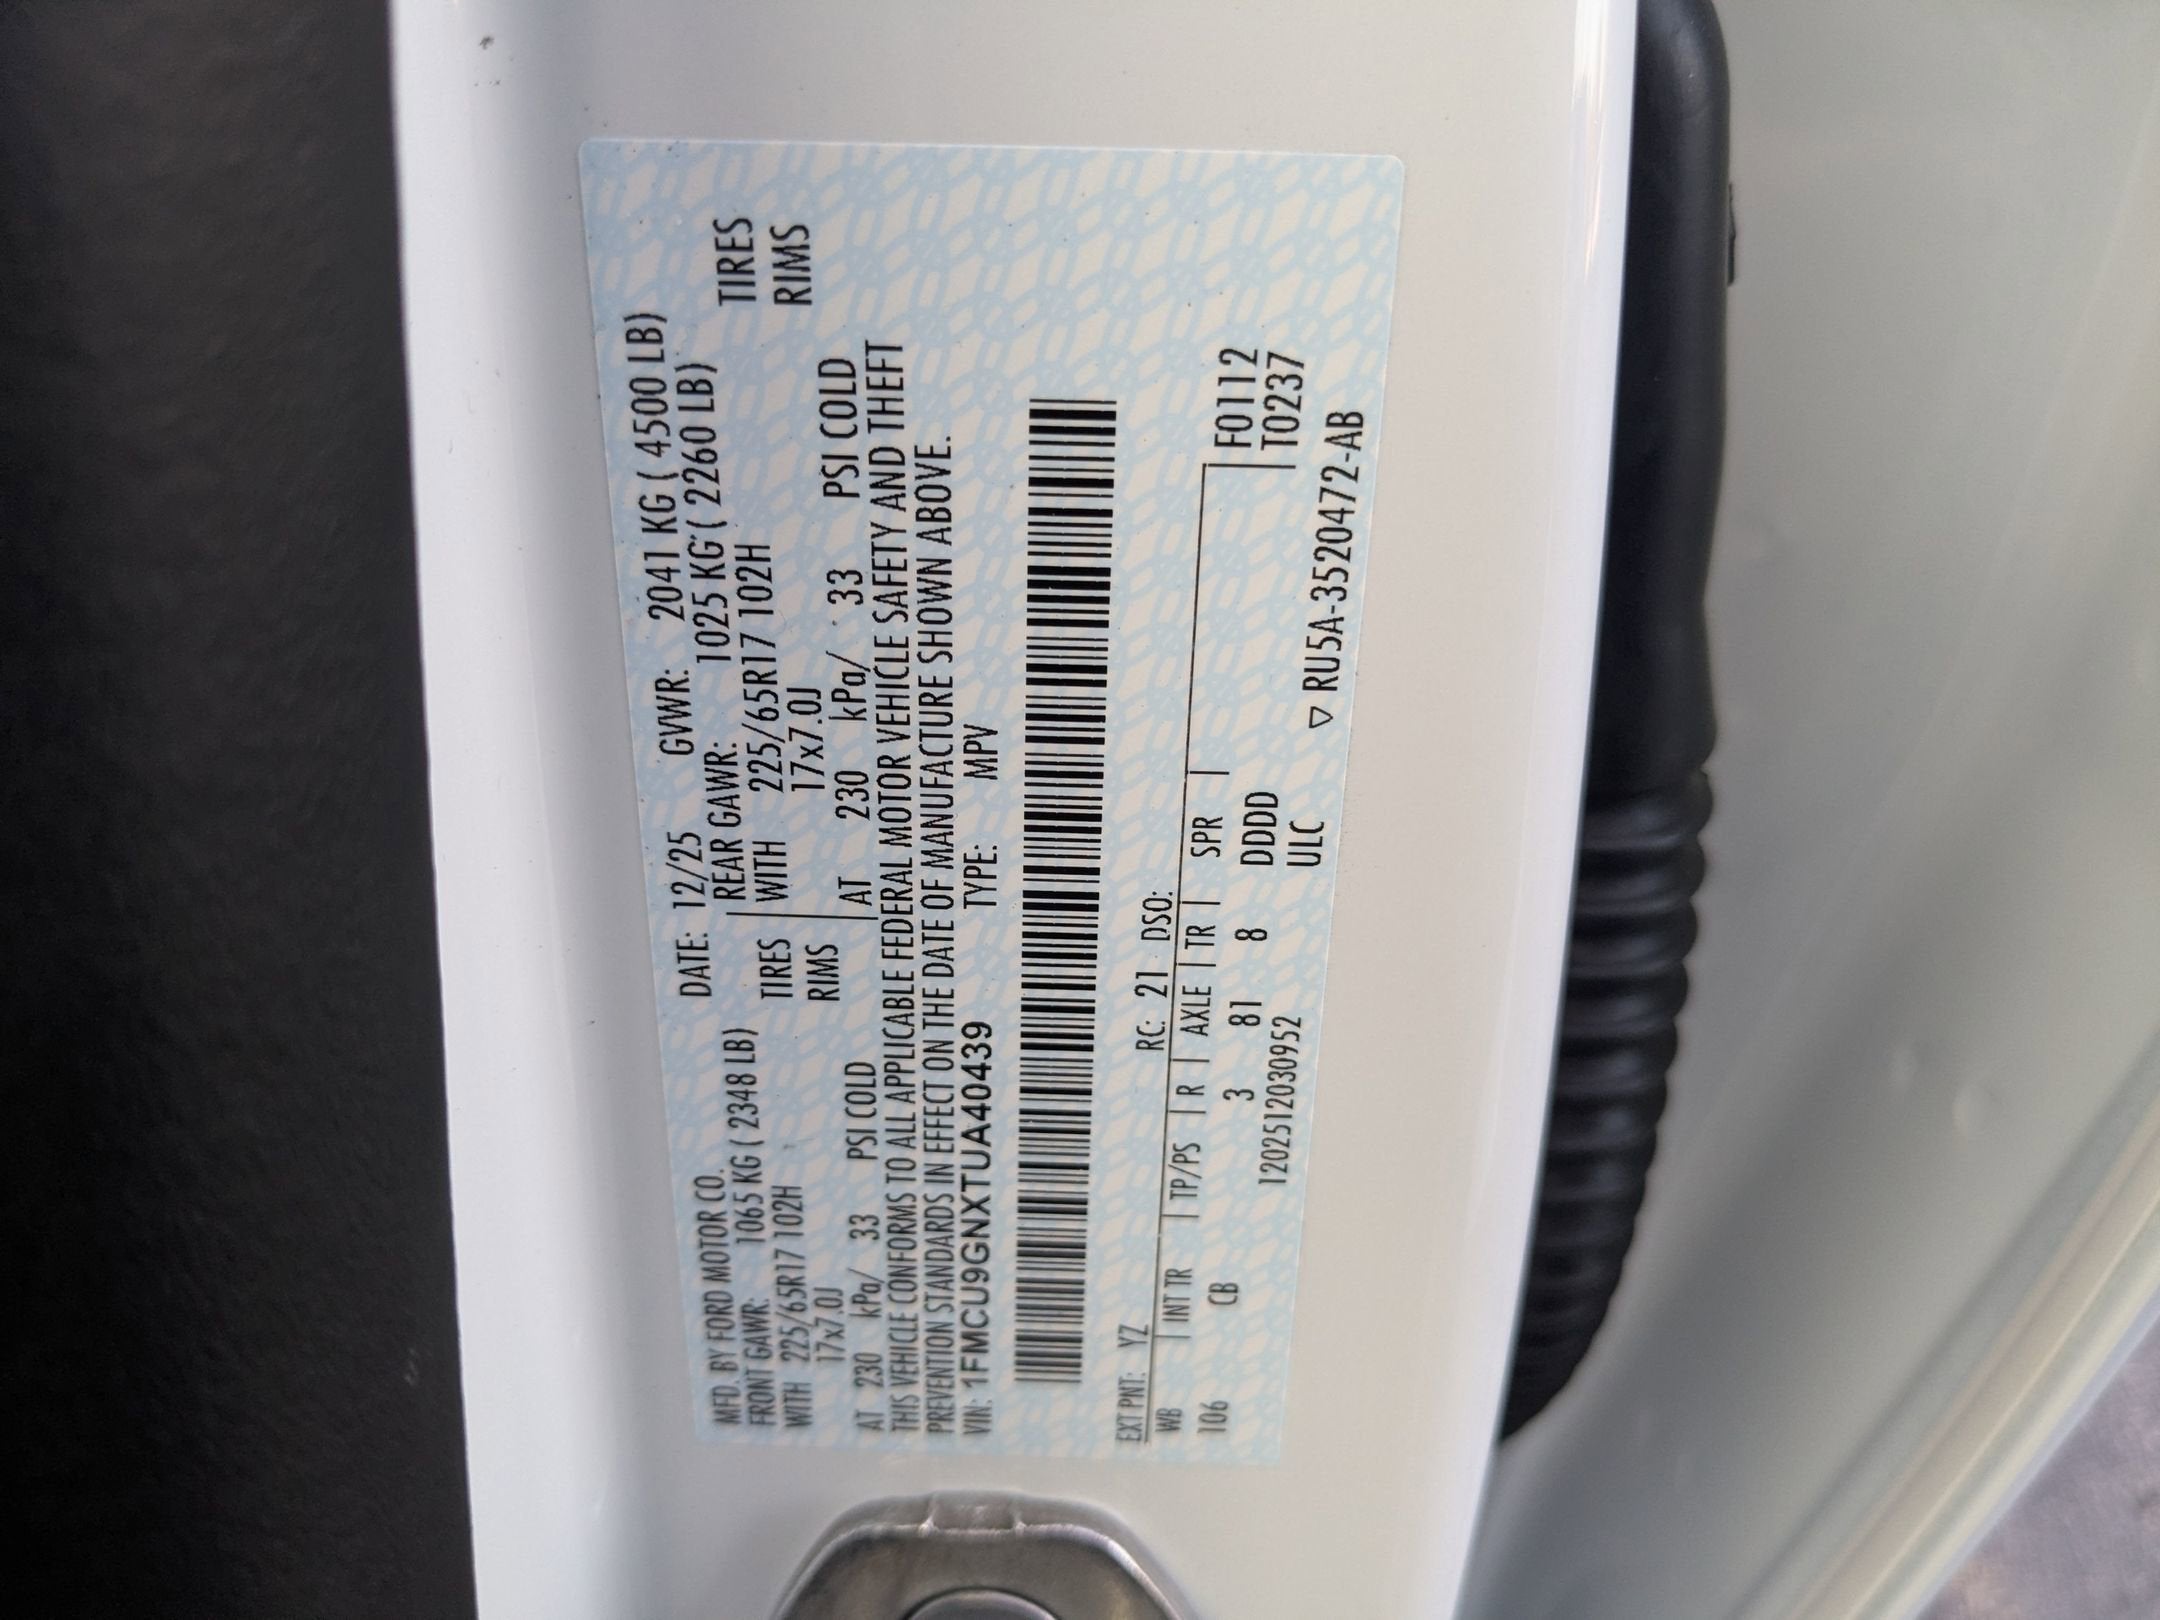 MFD. BY FORD MOTOR CO. DATE: 12/25 GVWR: 2041 KG ( 4500 LB)
FRONT GAWR: 1065 KG ( 2348 LB) REAR GAWR: 1025 KG ( 2260 LB)
WITH 225/65R17 102H TIRES WITH 225/65R17 102H TIRES
17x7.0J RIMS 17x7.0J RIMS
AT 230 kPa/ 33 PSI COLD AT 230 kPa/ 33 PSI COLD
THIS VEHICLE CONFORMS TO ALL APPLICABLE FEDERAL MOTOR VEHICLE SAFETY AND THEFT
PREVENTION STANDARDS IN EFFECT ON THE DATE OF MANUFACTURE SHOWN ABOVE.
VIN: 1FMCU9GNXTUA40439 TYPE: MPV
EXT PNT: YZ RC: 21 DSO:
WB | INT TR | TP/PS | R | AXLE | TR | SPR | F0112
106 CB 3 81 8 DDDD T0237
120251203095​2 ULC ▽ RU5A-3520472-AB